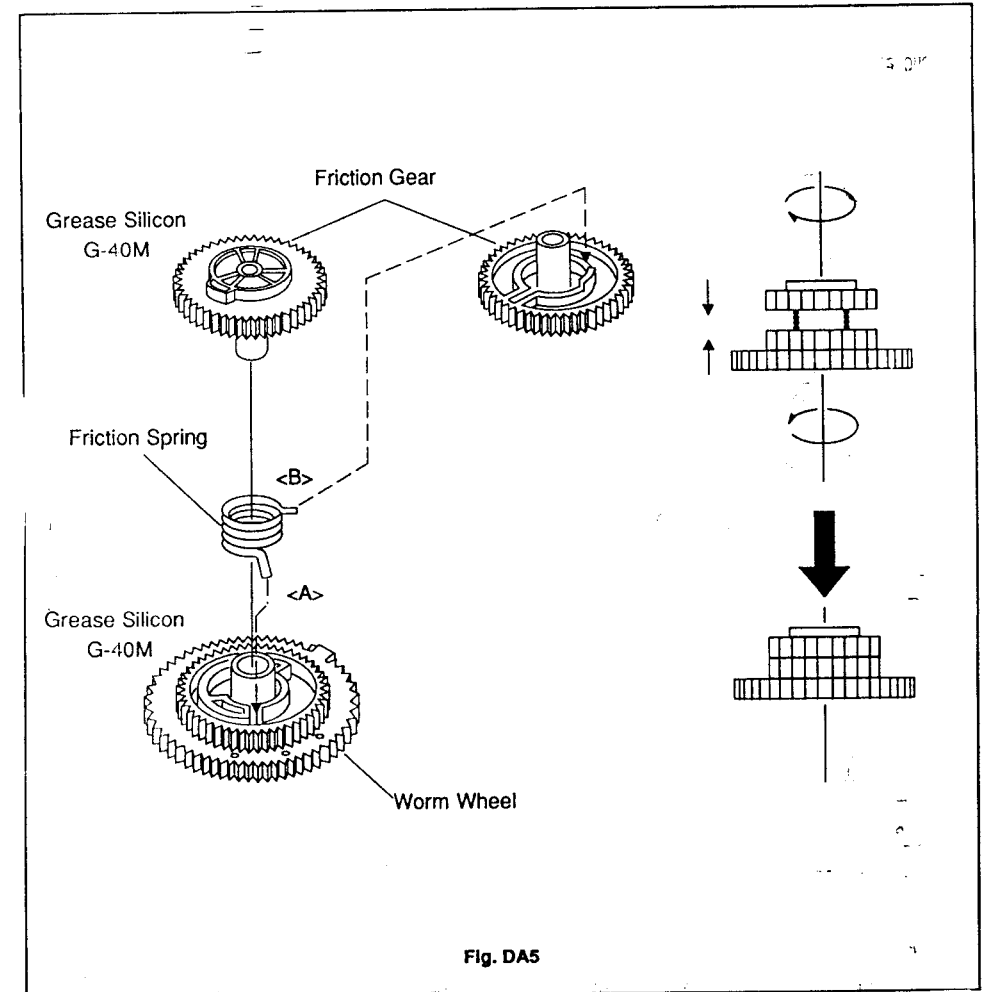 Friction Gear
Grease Silicon
G-40M
Friction Spring
<B>
<A>
Grease Silicon
G-40M
Worm Wheel
Fig. DA5